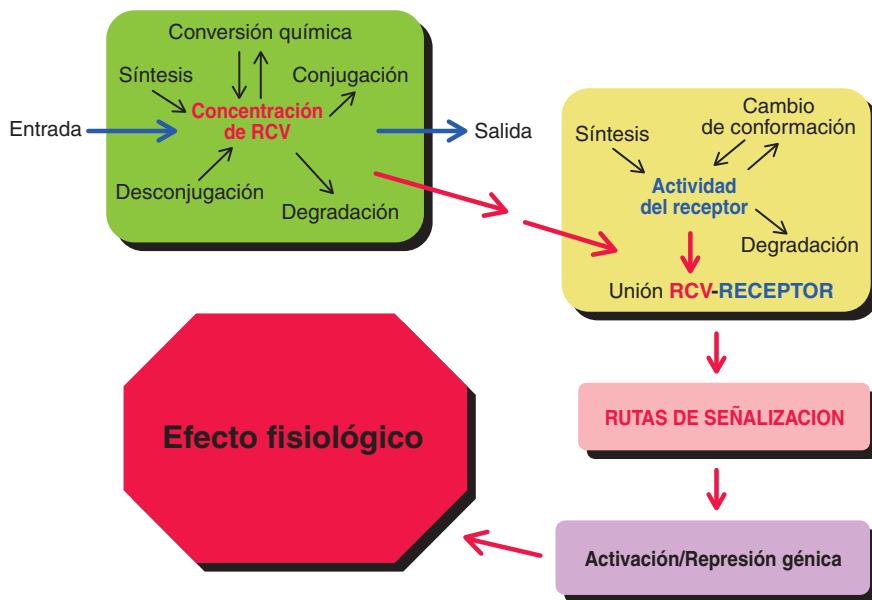 Conversión química
Síntesis
Conjugación
Concentración
de RCV
Entrada
Salida
Desconjugación
Degradación
Cambio
de conformación
Síntesis
Actividad
del receptor
Degradación
Unión RCV-RECEPTOR
RUTAS DE SEÑALIZACION
Activación/Represión génica
Efecto fisiológico